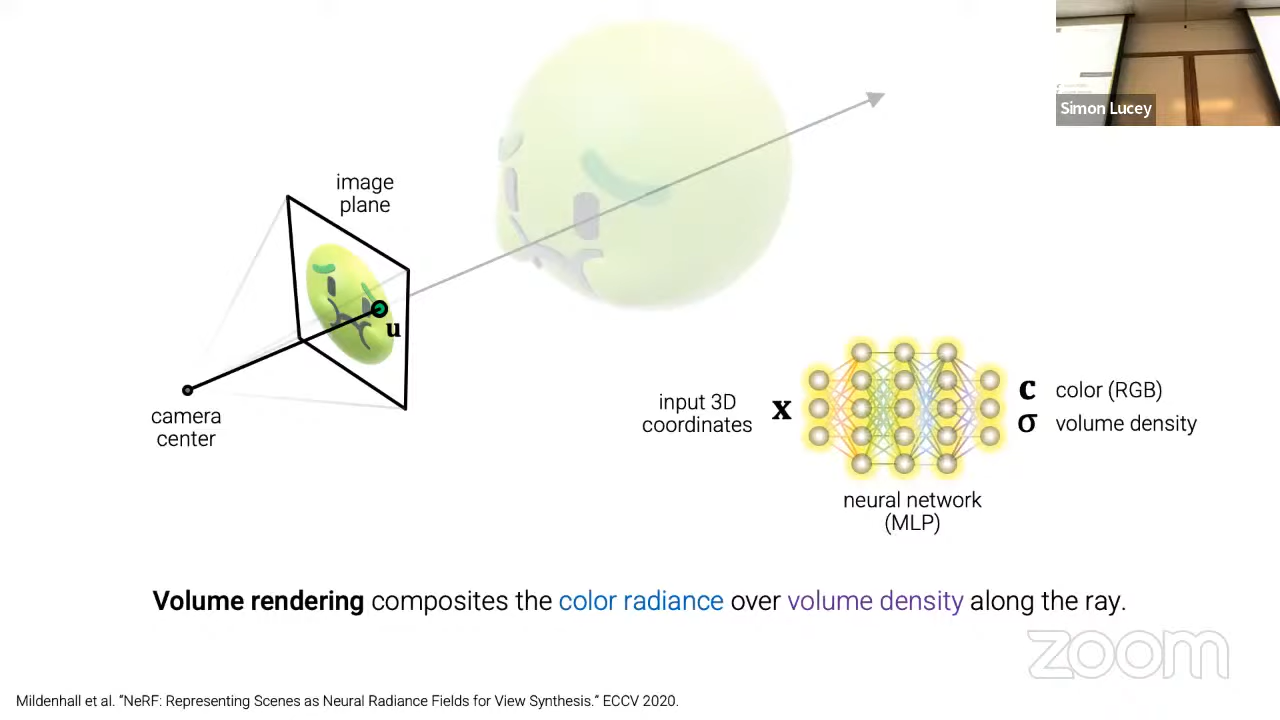 Simon Lucey
image
plane
u
camera
center
input 3D
coordinates
x
c color (RGB)
σ volume density
neural network
(MLP)
Volume rendering composites the color radiance over volume density along the ray.
zoom
Mildenhall et al. “NeRF: Representing Scenes as Neural Radiance Fields for View Synthesis.“ ECCV 2020.